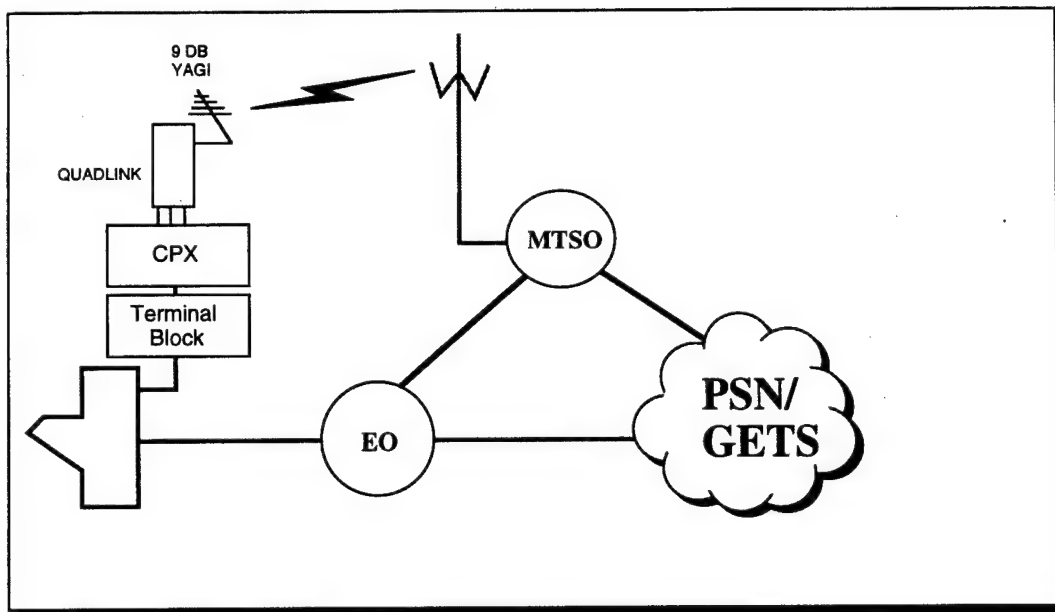 9 DB
YAGI
QUADLINK
CPX
Terminal
Block
MTSO
EO
PSN/
GETS